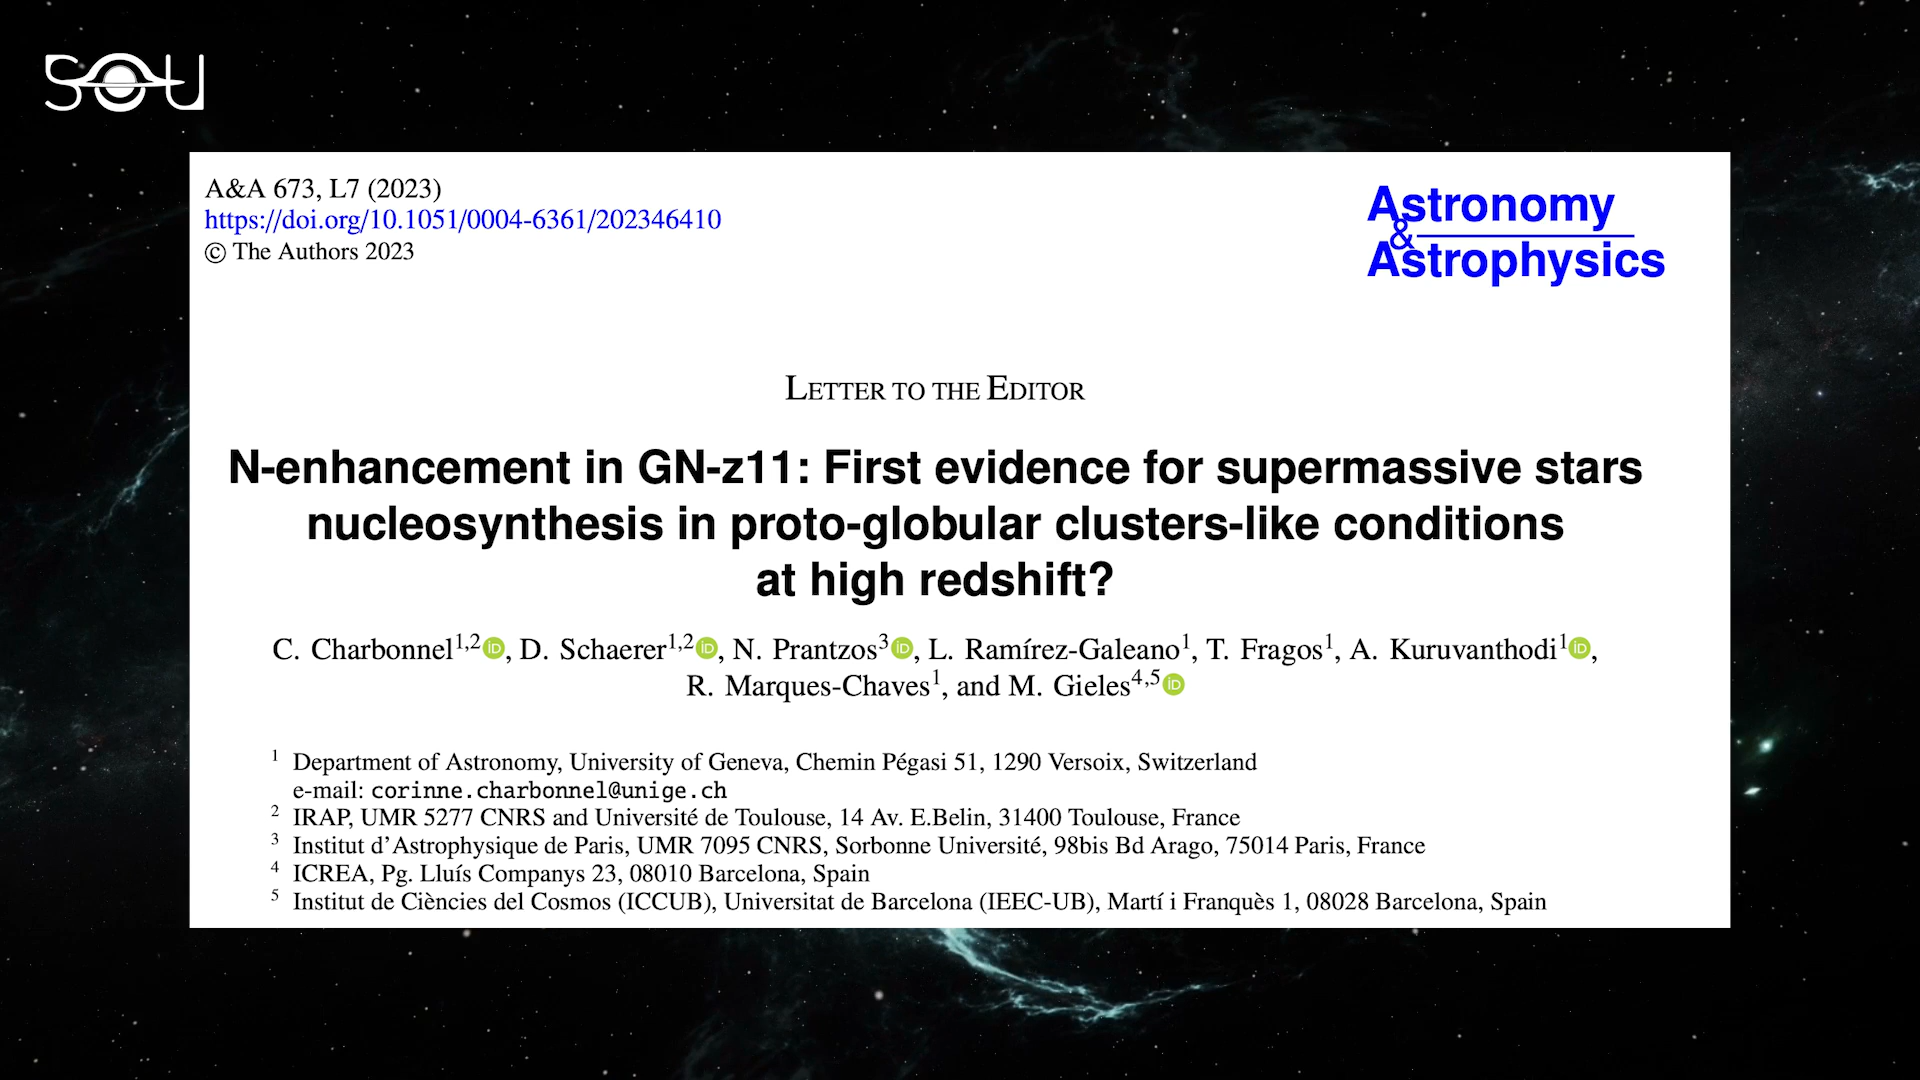 SOU
A&A 673, L7 (2023)
https://doi.org/10.1051/0004-6361/202346410
© The Authors 2023
Astronomy
&
Astrophysics
LETTER TO THE EDITOR
N-enhancement in GN-z11: First evidence for supermassive stars
nucleosynthesis in proto-globular clusters-like conditions
at high redshift?
C. Charbonnel1,2 iD, D. Schaerer1,2 iD, N. Prantzos3 iD, L. Ramírez-Galeano1, T. Fragos1, A. Kuruvanthodi1 iD,
R. Marques-Chaves1, and M. Gieles4,5 iD
1 Department of Astronomy, University of Geneva, Chemin Pégasi 51, 1290 Versoix, Switzerland
e-mail: corinne.charbonnel@unige.ch
2 IRAP, UMR 5277 CNRS and Université de Toulouse, 14 Av. E.Belin, 31400 Toulouse, France
3 Institut d’Astrophysique de Paris, UMR 7095 CNRS, Sorbonne Université, 98bis Bd Arago, 75014 Paris, France
4 ICREA, Pg. Lluís Companys 23, 08010 Barcelona, Spain
5 Institut de Ciències del Cosmos (ICCUB), Universitat de Barcelona (IEEC-UB), Martí i Franquès 1, 08028 Barcelona, Spain